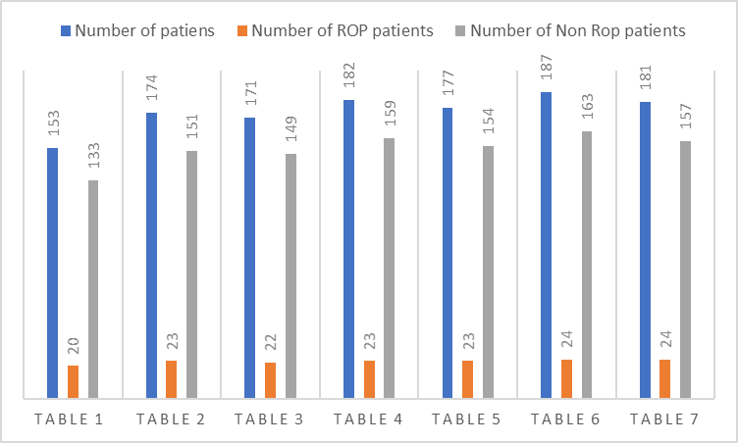 Number of patiens Number of ROP patients Number of Non Rop patients
153 20 133
174 23 151
171 22 149
182 23 159
177 23 154
187 24 163
181 24 157
TABLE 1 TABLE 2 TABLE 3 TABLE 4 TABLE 5 TABLE 6 TABLE 7